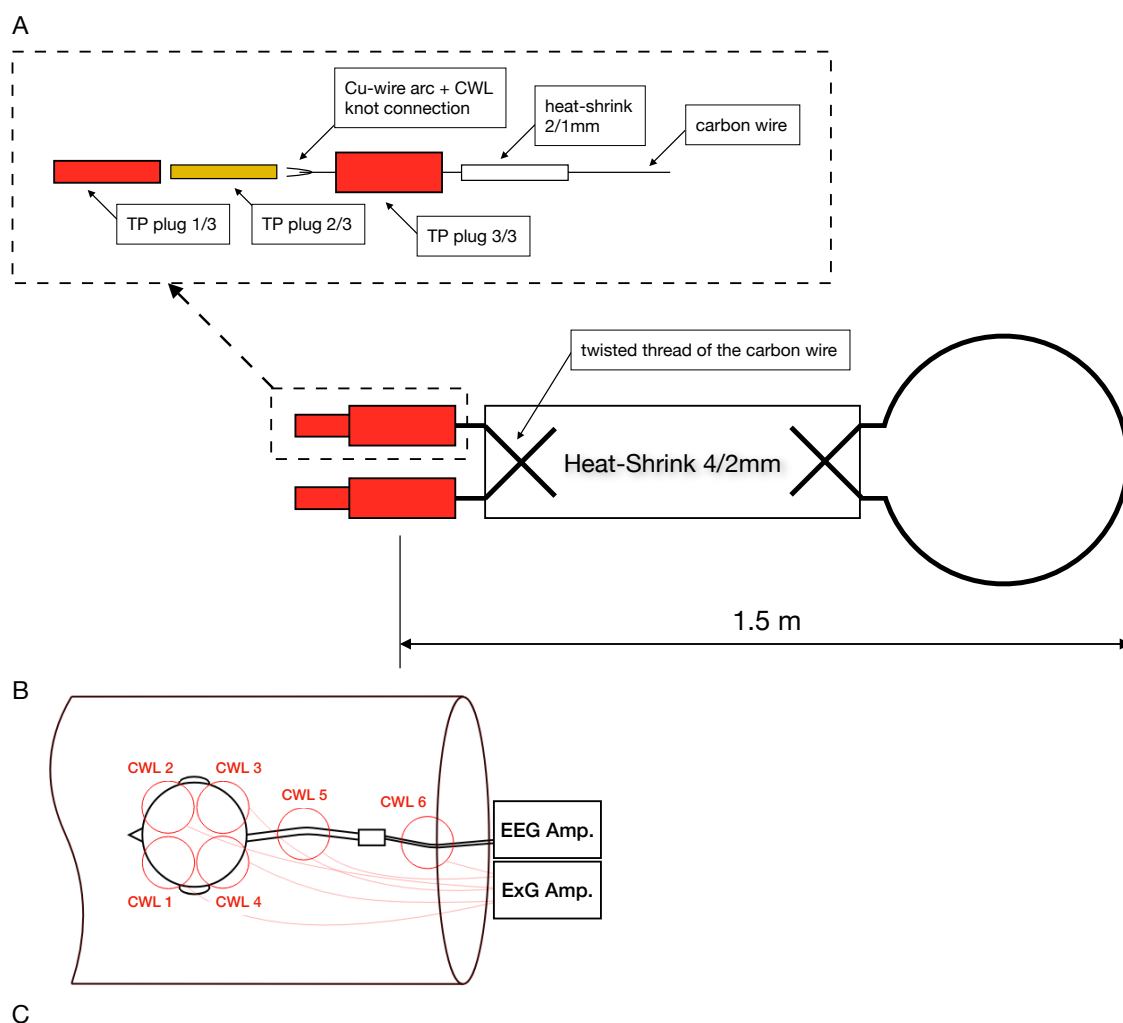 A
Cu-wire arc + CWL
knot connection
heat-shrink
2/1mm
carbon wire
TP plug 1/3
TP plug 2/3
TP plug 3/3
twisted thread of the carbon wire
Heat-Shrink 4/2mm
1.5 m
B
CWL 2
CWL 3
CWL 5
CWL 6
EEG Amp.
ExG Amp.
CWL 1
CWL 4
C